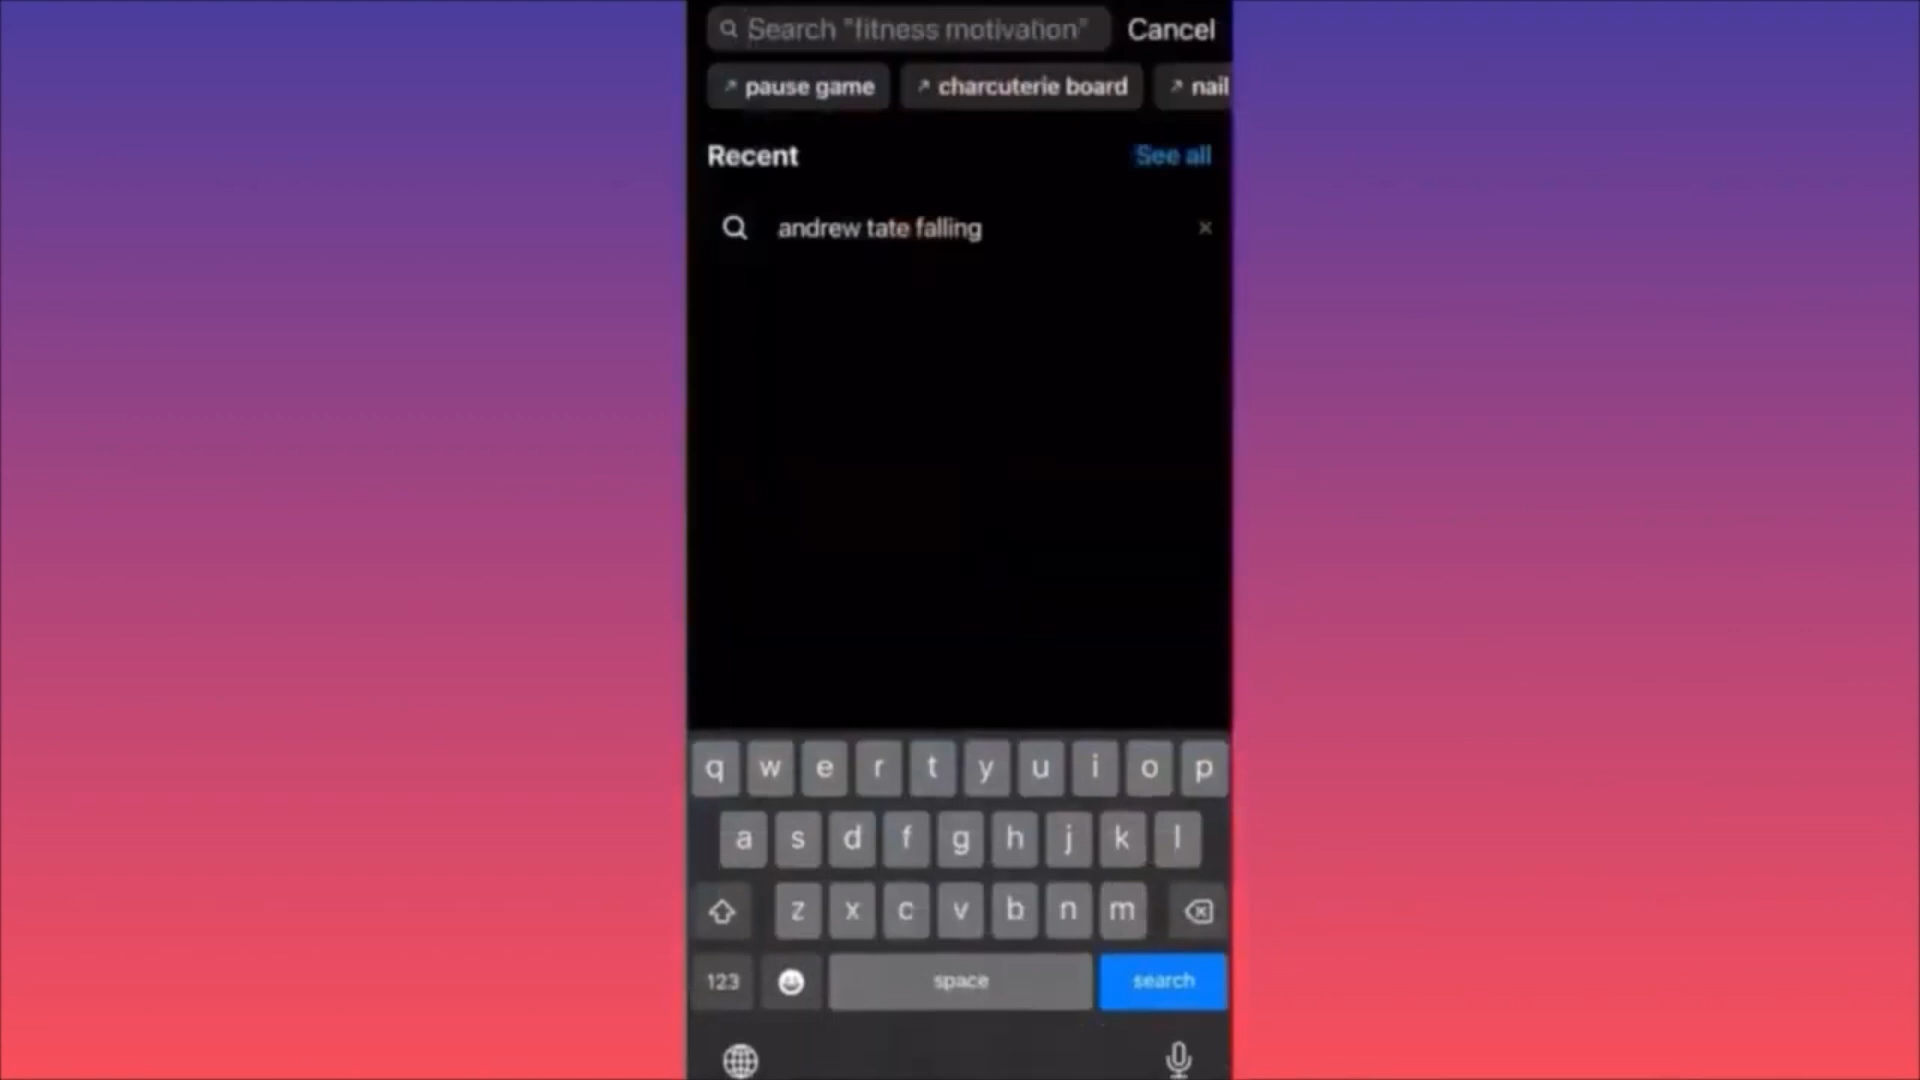 Search "fitness motivation" Cancel
pause game charcuterie board nail
Recent See all
andrew tate falling
q w e r t y u i o p
a s d f g h j k l
z x c v b n m
123 space search